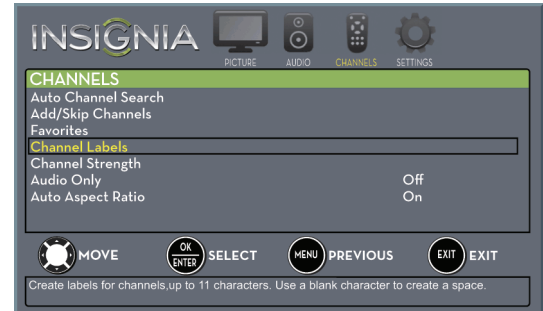 INSIGNIA
PICTURE AUDIO CHANNELS SETTINGS
CHANNELS
Auto Channel Search
Add/Skip Channels
Favorites
Channel Labels
Channel Strength
Audio Only Off
Auto Aspect Ratio On
MOVE OK ENTER SELECT MENU PREVIOUS EXIT EXIT
Create labels for channels,up to 11 characters. Use a blank character to create a space.